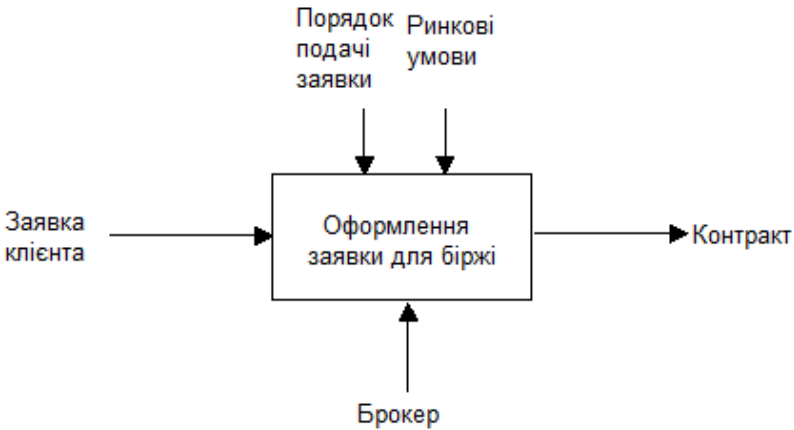 Порядок
подачі
заявки
Ринкові
умови
Заявка
клієнта
Оформлення
заявки для біржі
Контракт
Брокер